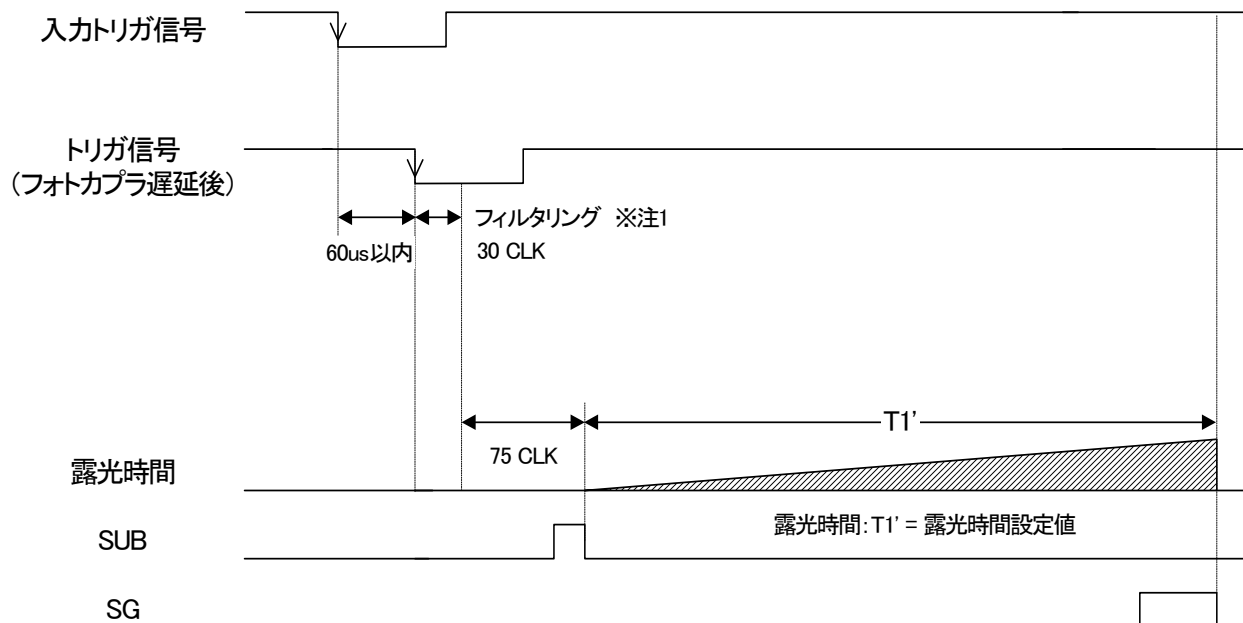 入力トリガ信号
トリガ信号
（フォトカプラ遅延後）
フィルタリング ※注1
60us以内
30 CLK
T1'
75 CLK
露光時間
露光時間：T1' = 露光時間設定値
SUB
SG